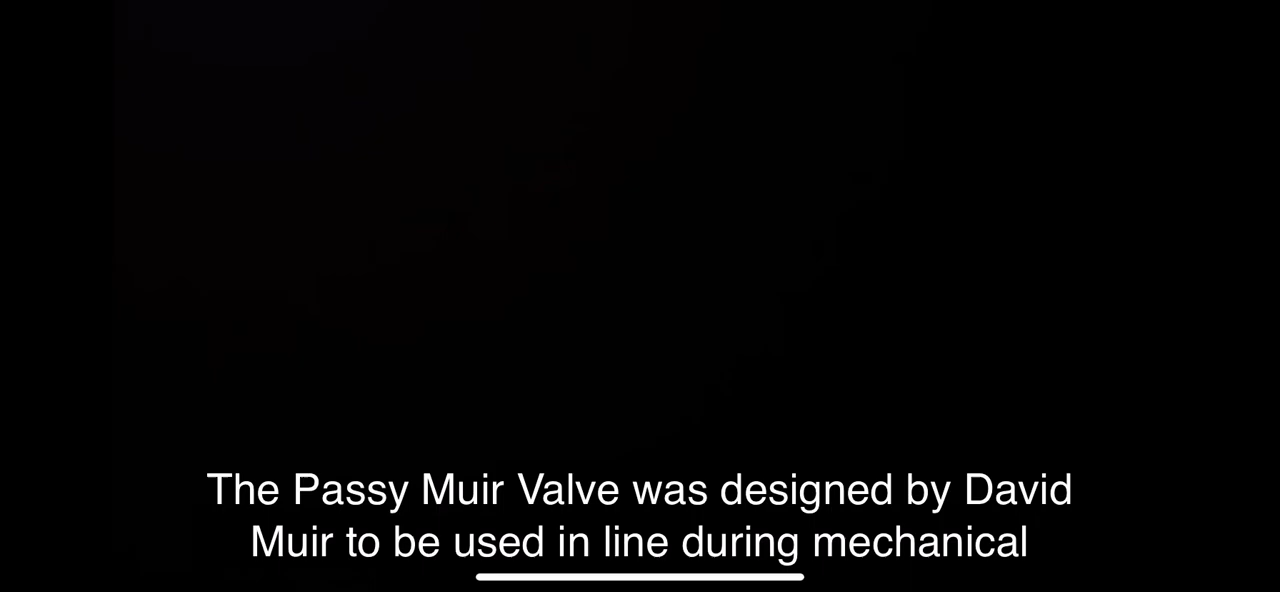 The Passy Muir Valve was designed by David
Muir to be used in line during mechanical